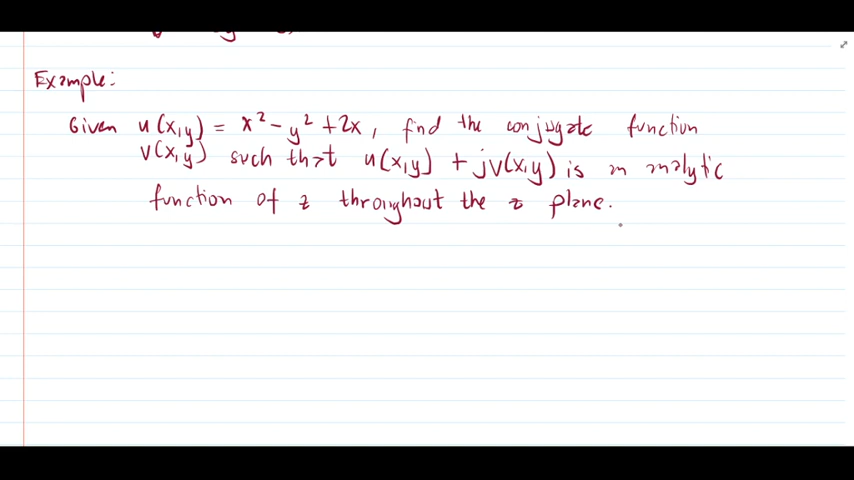 Example:
Given u(x,y) = x² - y² + 2x, find the conjugate function
v(x,y) such that u(x,y) + jv(x,y) is an analytic
function of z throughout the z plane.